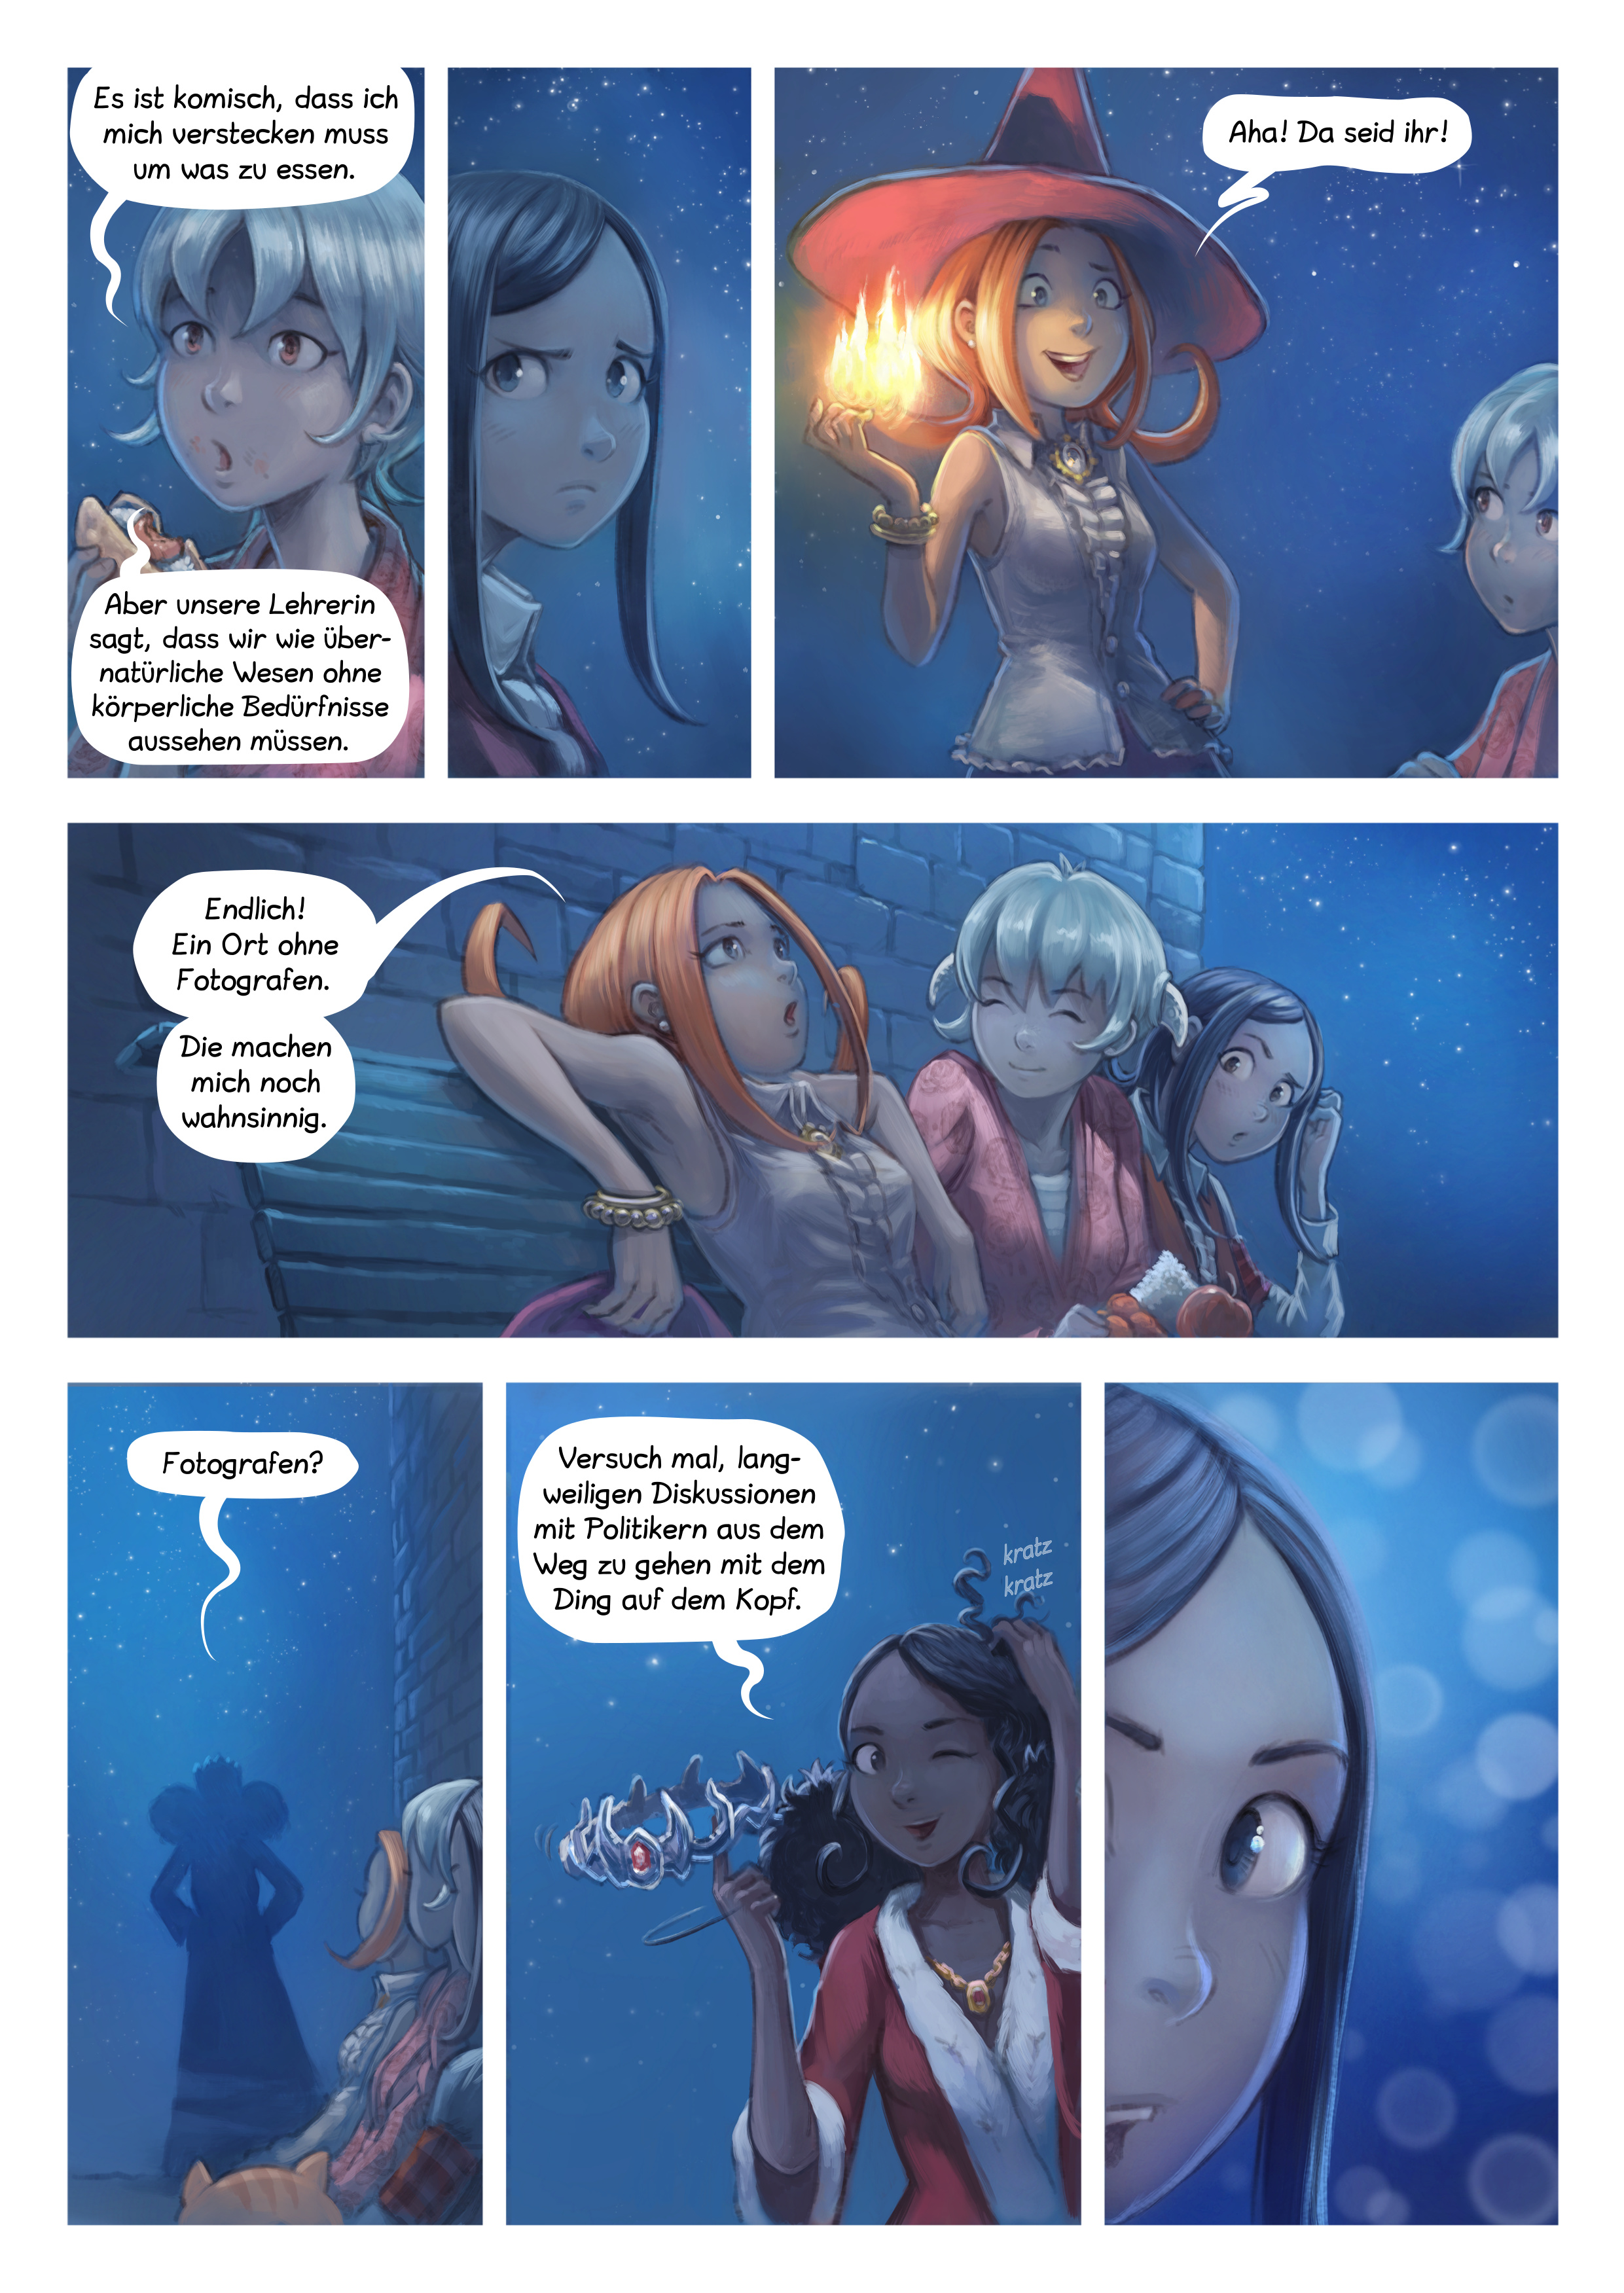 Es ist komisch, dass ich
mich verstecken muss
um was zu essen.
Aber unsere Lehrerin
sagt, dass wir wie über-
natürliche Wesen ohne
körperliche Bedürfnisse
aussehen müssen.
Aha! Da seid ihr!
Endlich!
Ein Ort ohne
Fotografen.
Die machen
mich noch
wahnsinnig.
Fotografen?
Versuch mal, lang-
weiligen Diskussionen
mit Politikern aus dem
Weg zu gehen mit dem
Ding auf dem Kopf.
kratz
kratz